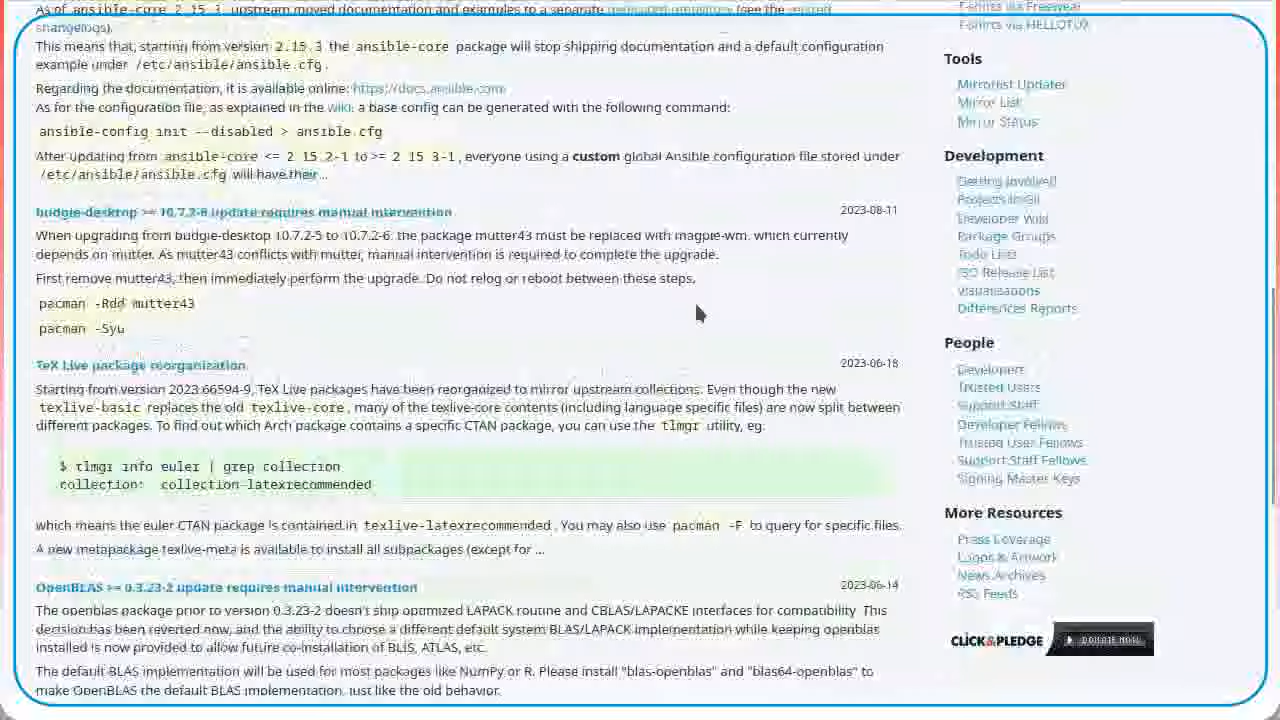 As of ansible-core 2.15.3, upstream moved documentation and examples to a separate dedicated repository (see the related
changelogs).
This means that, starting from version 2.15.3 the ansible-core package will stop shipping documentation and a default configuration
example under /etc/ansible/ansible.cfg.
Regarding the documentation, it is available online: https://docs.ansible.com/
As for the configuration file, as explained in the wiki: a base config can be generated with the following command:
ansible-config init --disabled > ansible.cfg
After updating from ansible-core <= 2.15.2-1 to >= 2.15.3-1, everyone using a custom global Ansible configuration file stored under
/etc/ansible/ansible.cfg will have their ...
budgie-desktop >= 10.7.2-6 update requires manual intervention
2023-08-11
When upgrading from budgie-desktop 10.7.2-5 to 10.7.2-6, the package mutter43 must be replaced with magpie-wm, which currently
depends on mutter. As mutter43 conflicts with mutter, manual intervention is required to complete the upgrade.
First remove mutter43, then immediately perform the upgrade. Do not relog or reboot between these steps.
pacman -Rdd mutter43
pacman -Syu
TeX Live package reorganization
2023-06-18
Starting from version 2023.66594-9, TeX Live packages have been reorganized to mirror upstream collections. Even though the new
texlive-basic replaces the old texlive-core, many of the texlive-core contents (including language specific files) are now split between
different packages. To find out which Arch package contains a specific CTAN package, you can use the tlmgr utility, eg:
$ tlmgr info euler | grep collection
collection: collection-latexrecommended
which means the euler CTAN package is contained in texlive-latexrecommended. You may also use pacman -F to query for specific files.
A new metapackage texlive-meta is available to install all subpackages (except for ...
OpenBLAS >= 0.3.23-2 update requires manual intervention
2023-06-14
The openblas package prior to version 0.3.23-2 doesn't ship optimized LAPACK routine and CBLAS/LAPACKE interfaces for compatibility. This
decision has been reverted now, and the ability to choose a different default system BLAS/LAPACK implementation while keeping openblas
installed is now provided to allow future co-installation of BLIS, ATLAS, etc.
The default BLAS implementation will be used for most packages like NumPy or R. Please install "blas-openblas" and "blas64-openblas" to
make OpenBLAS the default BLAS implementation, just like the old behavior.
T-shirts via Freewear
T-shirts via HELLOTUX
Tools
Mirrorlist Updater
Mirror List
Mirror Status
Development
Getting Involved
Projects in Git
Developer Wiki
Package Groups
Todo Lists
ISO Release List
Visualisations
Differences Reports
People
Developers
Trusted Users
Support Staff
Developer Fellows
Trusted User Fellows
Support Staff Fellows
Signing Master Keys
More Resources
Press Coverage
Logos & Artwork
News Archives
RSS Feeds
CLICK&PLEDGE DONATE NOW